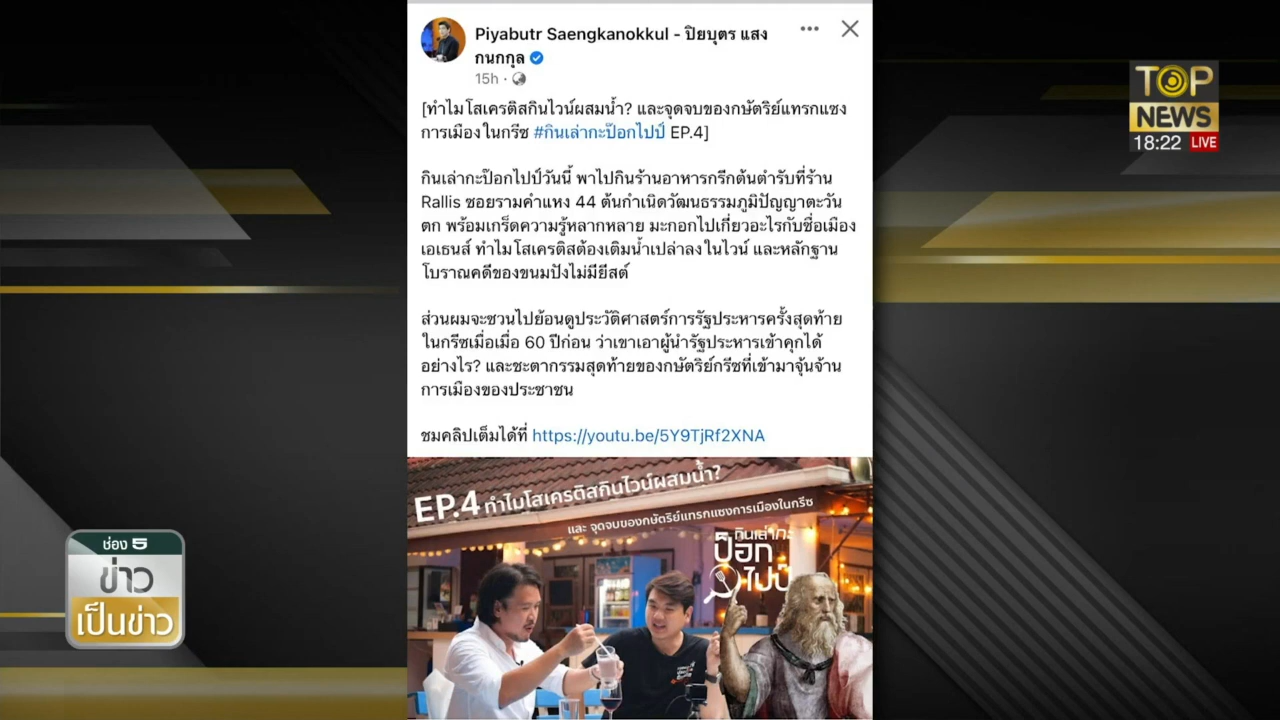 Piyabutr Saengkanokkul - ปิยบุตร แสง
กนกกุล
15h ·
[ทำไมโสเครติสกินไวน์ผสมน้ำ? และจุดจบของกษัตริย์แทรกแซง
การเมืองในกรีซ #กินเล่ากะป๊อกไปป์ EP.4]
กินเล่ากะป๊อกไปป์วันนี้ พาไปกินร้านอาหารกรีกต้นตำรับที่ร้าน
Rallis ซอยรามคำแหง 44 ต้นกำเนิดวัฒนธรรมภูมิปัญญาตะวัน
ตก พร้อมเกร็ดความรู้หลากหลาย มะกอกไปเกี่ยวอะไรกับชื่อเมือง
เอเธนส์ ทำไมโสเครติสต้องเติมน้ำเปล่าลงในไวน์ และหลักฐาน
โบราณคดีของขนมปังไม่มียีสต์
ส่วนผมจะชวนไปย้อนดูประวัติศาสตร์การรัฐประหารครั้งสุดท้าย
ในกรีซเมื่อเมื่อ 60 ปีก่อน ว่าเขาเอาผู้นำรัฐประหารเข้าคุกได้
อย่างไร? และชะตากรรมสุดท้ายของกษัตริย์กรีซที่เข้ามาจุ้นจ้าน
การเมืองของประชาชน
ชมคลิปเต็มได้ที่ https://youtu.be/5Y9TjRf2XNA
EP.4 ทำไมโสเครติสกินไวน์ผสมน้ำ?
และ จุดจบของกษัตริย์แทรกแซงการเมืองในกรีซ
กินเล่ากะ
ป๊อก
ไปป์
TOP
NEWS
18:22 LIVE
ช่อง 5
ข่าว
เป็นข่าว